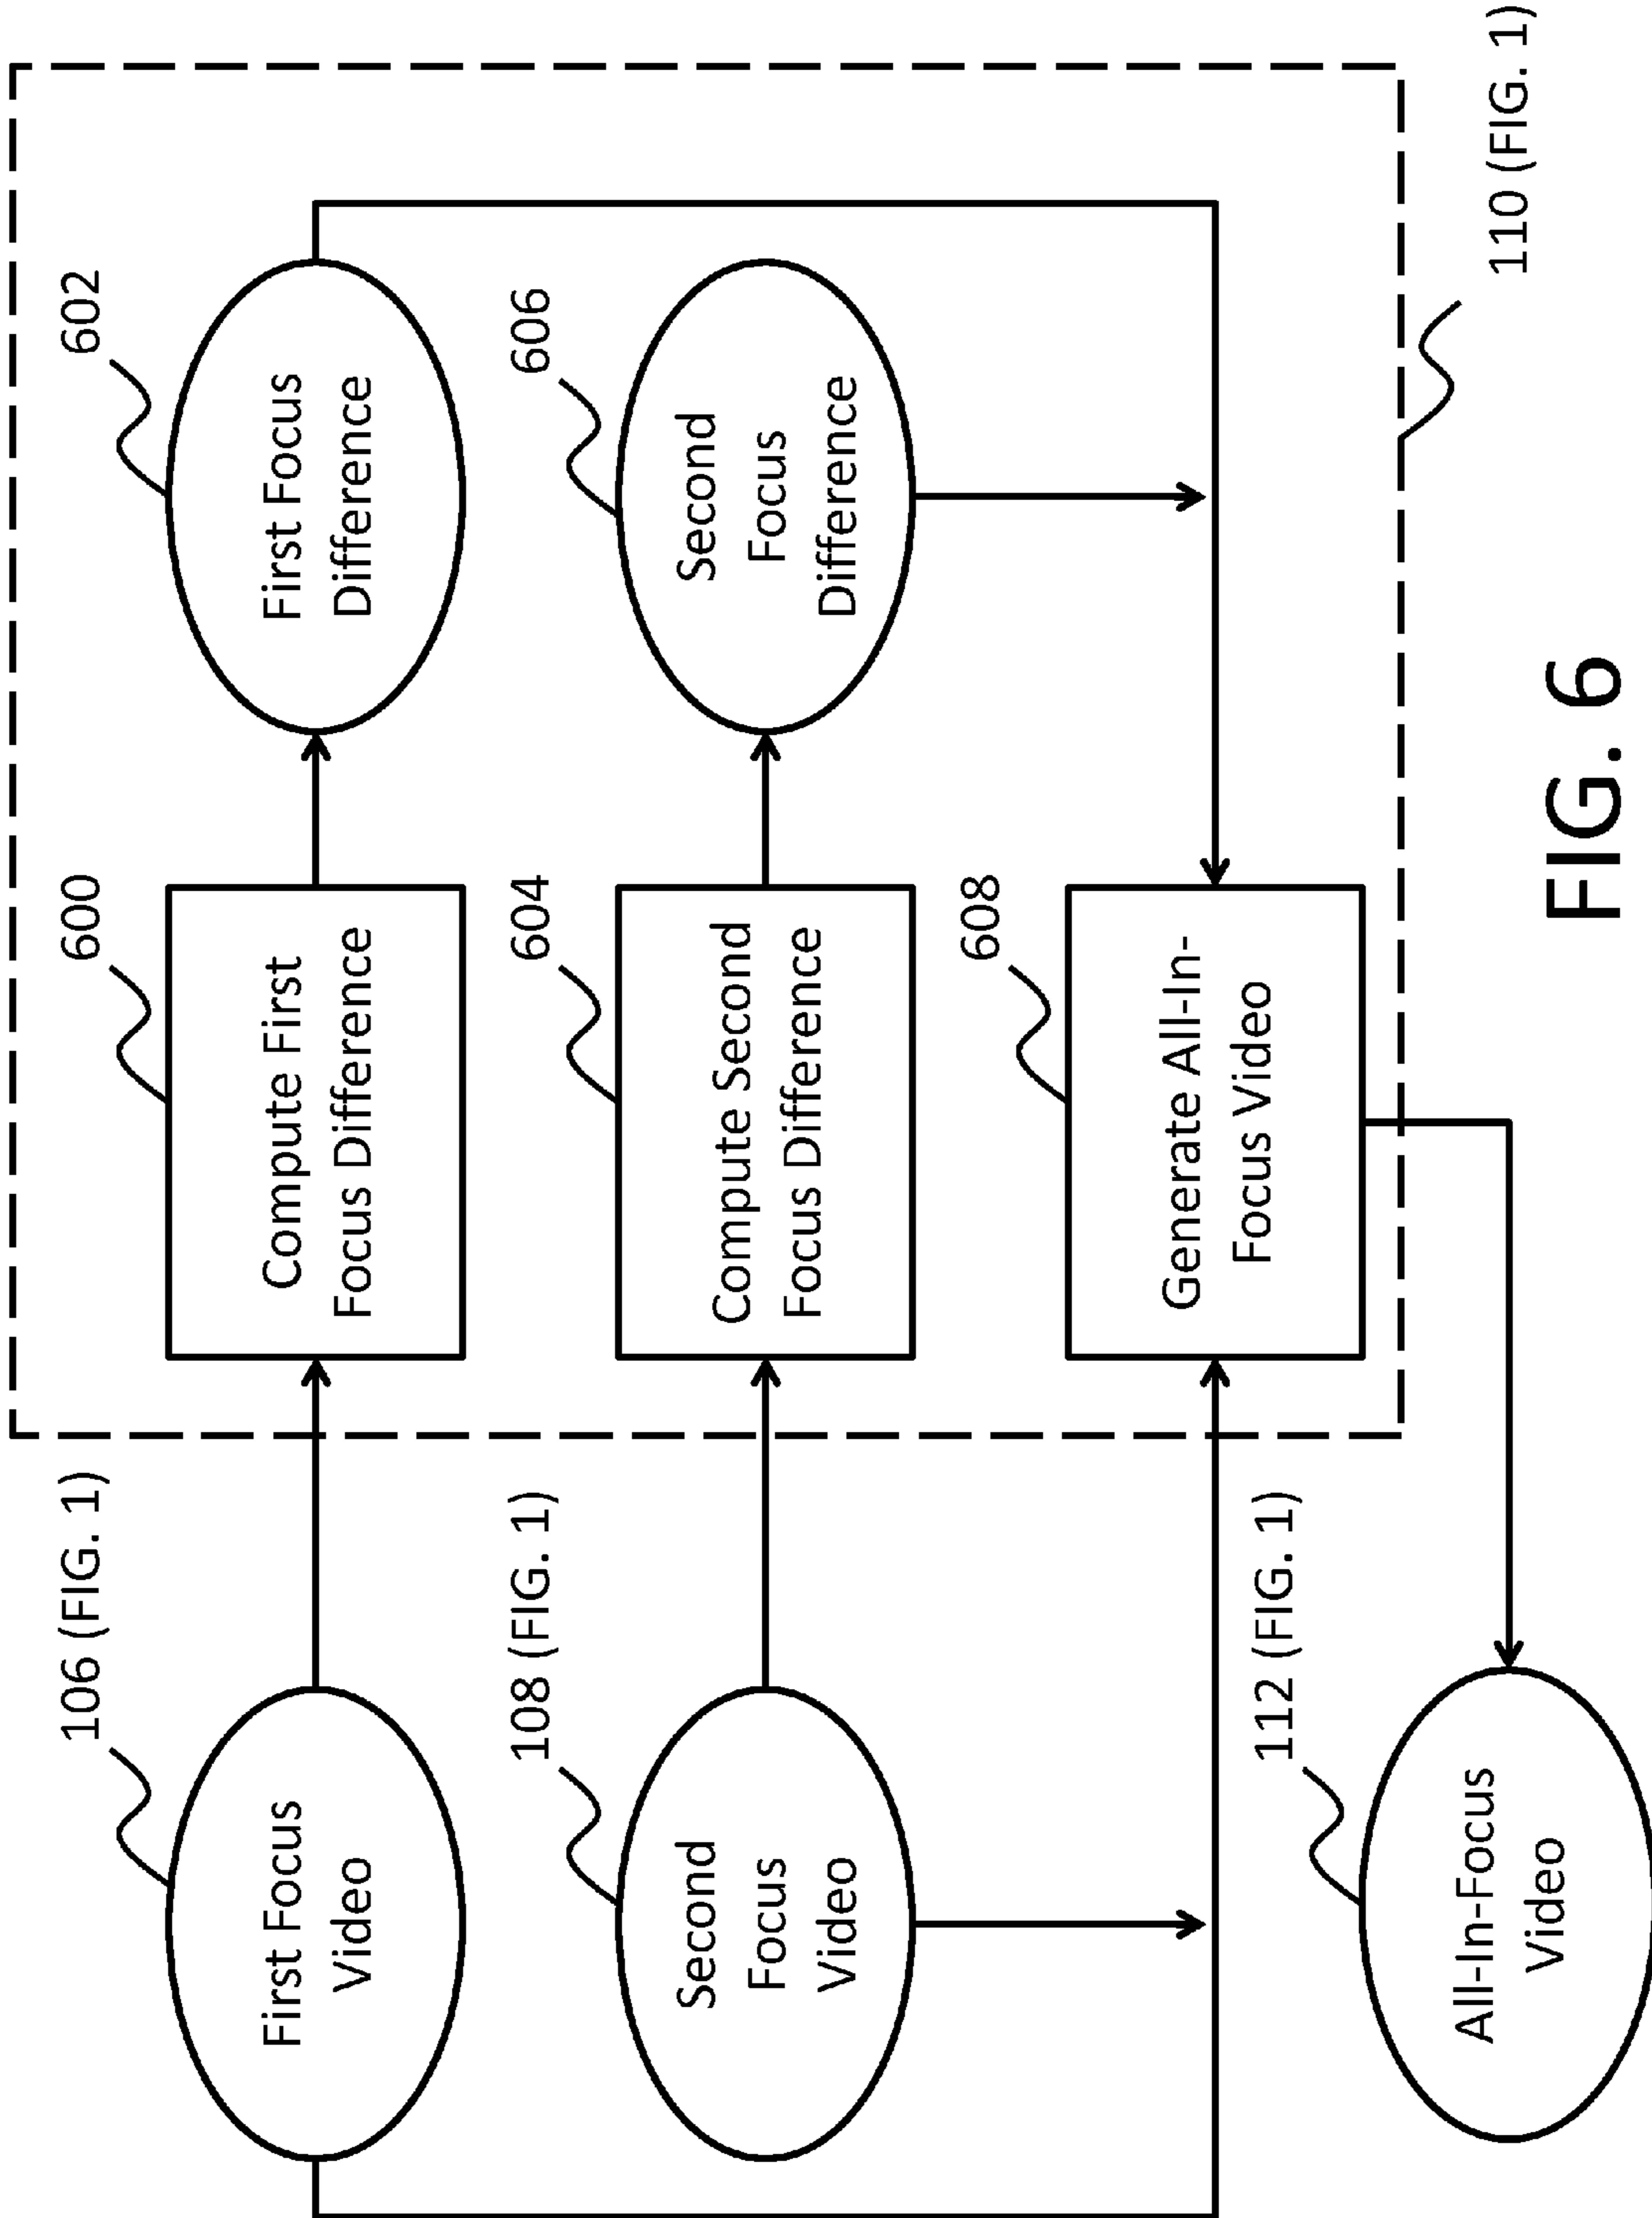 106 (FIG. 1)
First Focus
Video
600
Compute First
Focus Difference
602
First Focus
Difference
108 (FIG. 1)
Second
Focus
Video
604
Compute Second
Focus Difference
606
Second
Focus
Difference
608
Generate All-In-
Focus Video
112 (FIG. 1)
All-In-Focus
Video
110 (FIG. 1)
FIG. 6